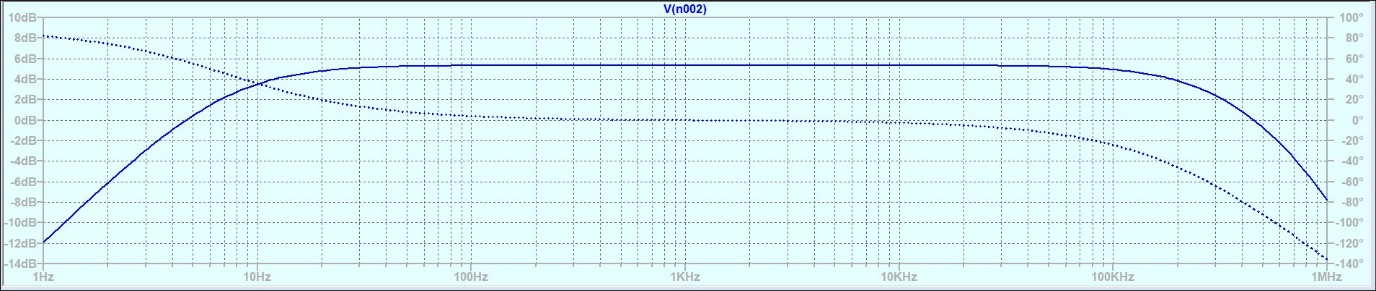 V(n002)
10dB 100°
8dB 80°
6dB 60°
4dB 40°
2dB 20°
0dB 0°
-2dB -20°
-4dB -40°
-6dB -60°
-8dB -80°
-10dB -100°
-12dB -120°
-14dB -140°
1Hz 10Hz 100Hz 1KHz 10KHz 100KHz 1MHz